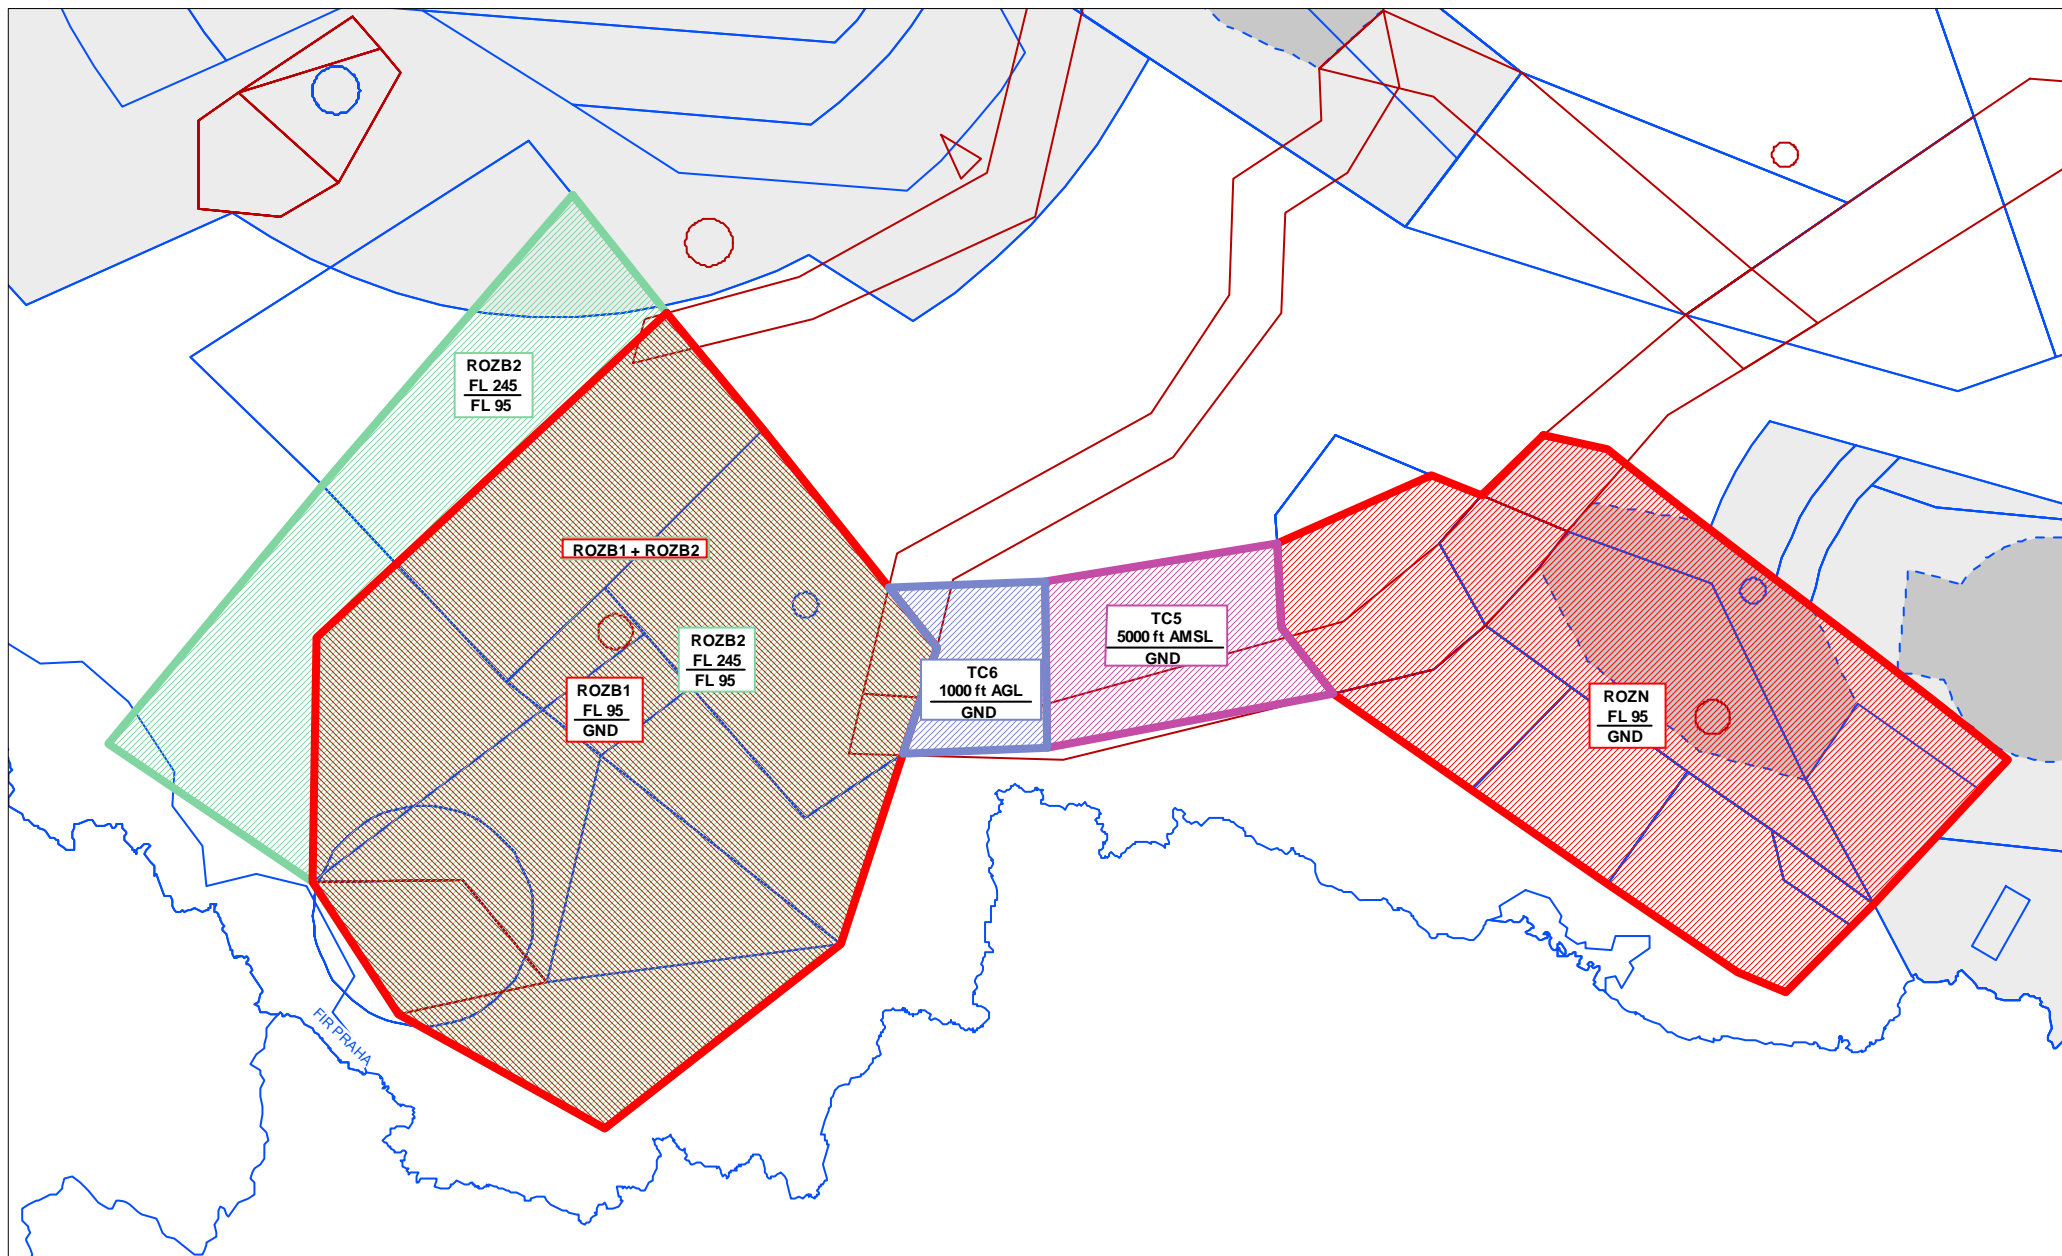 ROZB2
FL 245
FL 95
ROZB1 + ROZB2
ROZB2
FL 245
FL 95
ROZB1
FL 95
GND
TC6
1000 ft AGL
GND
TC5
5000 ft AMSL
GND
ROZN
FL 95
GND
FIR PRAHA